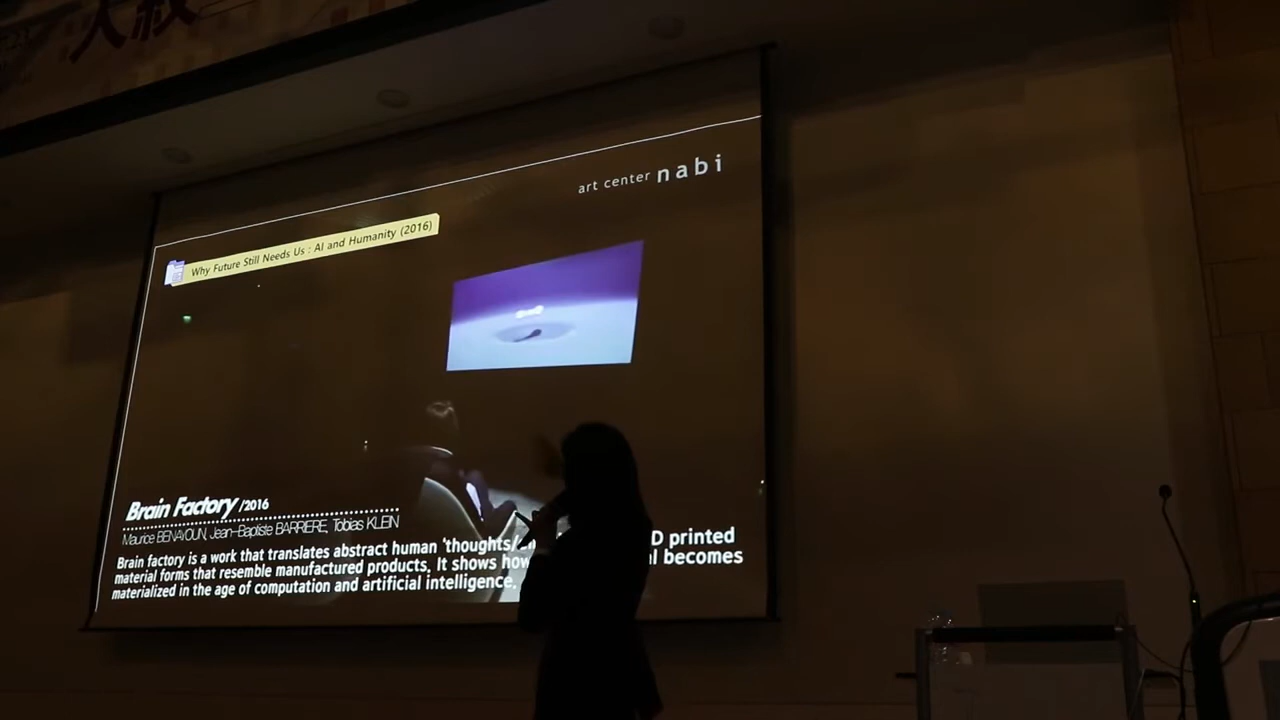 art center nabi
Why Future Still Needs Us : AI and Humanity (2016)
Brain Factory /2016
Maurice BENAYOUN, Jean-Baptiste BARRIERE, Tobias KLEIN
Brain factory is a work that translates abstract human 'thoughts/ D printed
material forms that resemble manufactured products. It shows how becomes
materialized in the age of computation and artificial intelligence.